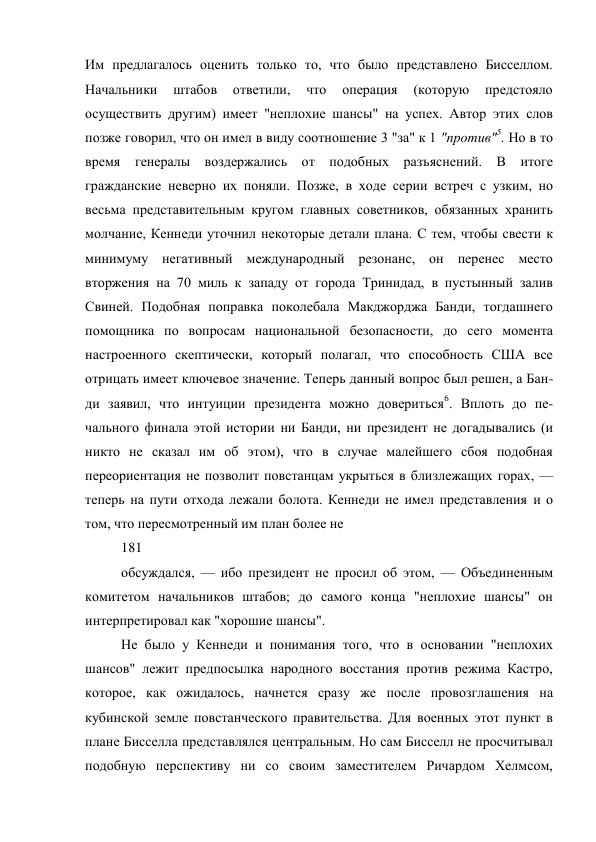 Им предлагалось оценить только то, что было представлено Бисселлом.
Начальники штабов ответили, что операция (которую предстояло
осуществить другим) имеет "неплохие шансы" на успех. Автор этих слов
позже говорил, что он имел в виду соотношение 3 "за" к 1 "против"5. Но в то
время генералы воздержались от подобных разъяснений. В итоге
гражданские неверно их поняли. Позже, в ходе серии встреч с узким, но
весьма представительным кругом главных советников, обязанных хранить
молчание, Кеннеди уточнил некоторые детали плана. С тем, чтобы свести к
минимуму негативный международный резонанс, он перенес место
вторжения на 70 миль к западу от города Тринидад, в пустынный залив
Свиней. Подобная поправка поколебала Макджорджа Банди, тогдашнего
помощника по вопросам национальной безопасности, до сего момента
настроенного скептически, который полагал, что способность США все
отрицать имеет ключевое значение. Теперь данный вопрос был решен, а Бан-
ди заявил, что интуиции президента можно довериться6. Вплоть до пе-
чального финала этой истории ни Банди, ни президент не догадывались (и
никто не сказал им об этом), что в случае малейшего сбоя подобная
переориентация не позволит повстанцам укрыться в близлежащих горах, —
теперь на пути отхода лежали болота. Кеннеди не имел представления и о
том, что пересмотренный им план более не
181
обсуждался, — ибо президент не просил об этом, — Объединенным
комитетом начальников штабов; до самого конца "неплохие шансы" он
интерпретировал как "хорошие шансы".
Не было у Кеннеди и понимания того, что в основании "неплохих
шансов" лежит предпосылка народного восстания против режима Кастро,
которое, как ожидалось, начнется сразу же после провозглашения на
кубинской земле повстанческого правительства. Для военных этот пункт в
плане Бисселла представлялся центральным. Но сам Бисселл не просчитывал
подобную перспективу ни со своим заместителем Ричардом Хелмсом,